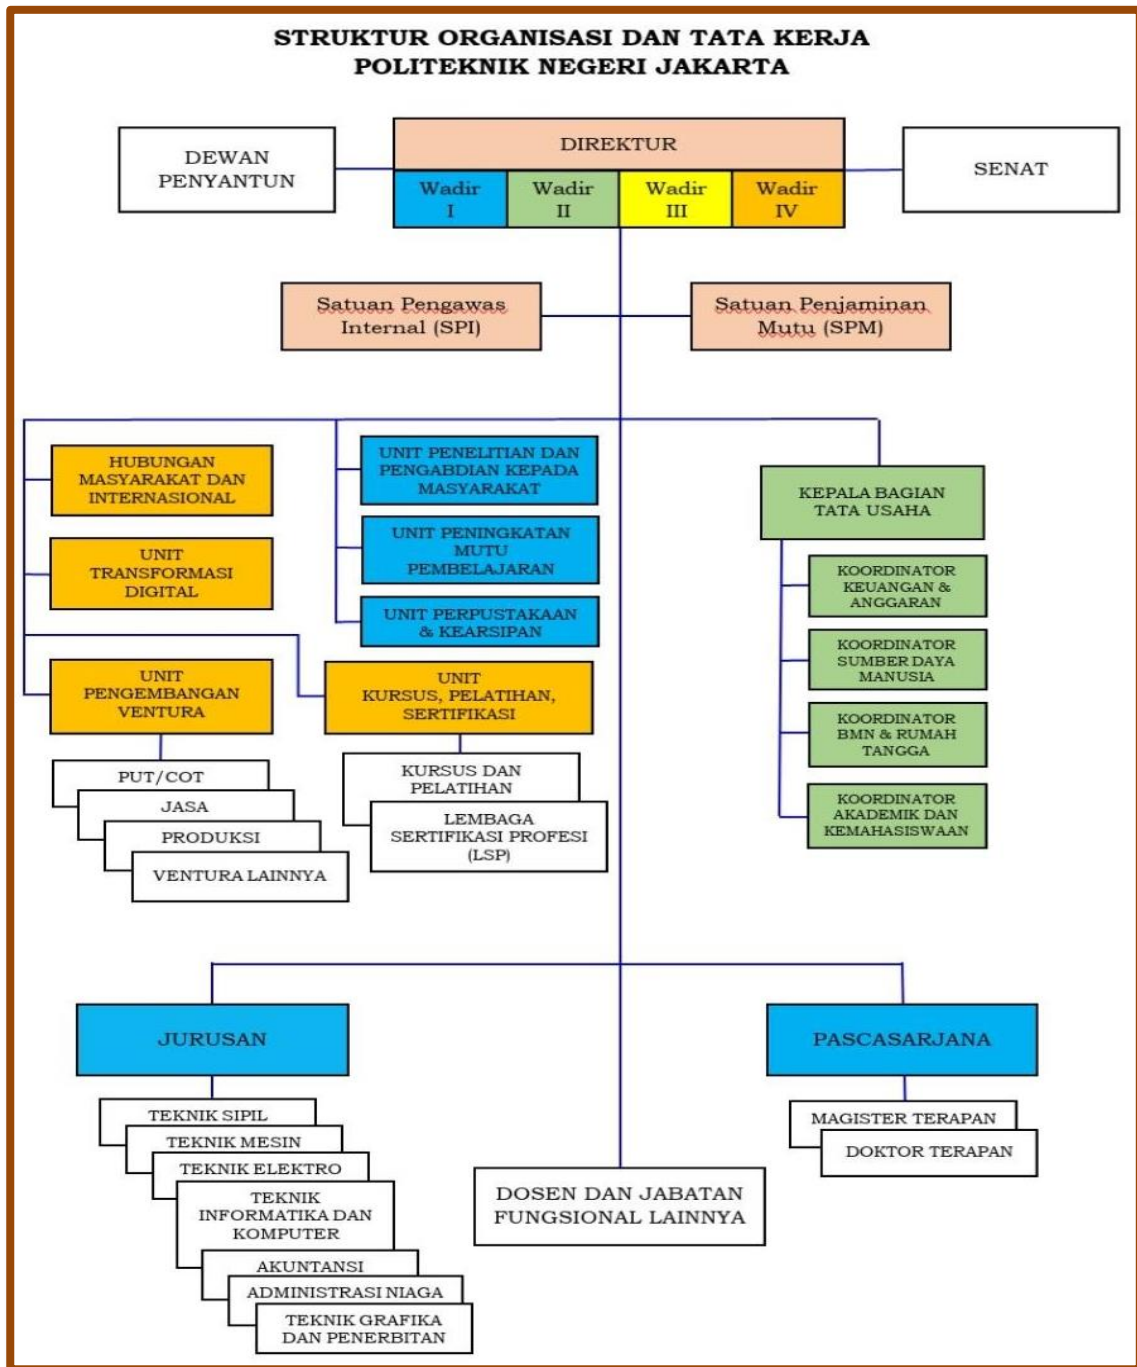 STRUKTUR ORGANISASI DAN TATA KERJA
POLITEKNIK NEGERI JAKARTA
DEWAN
PENYANTUN
DIREKTUR
Wadir
I
Wadir
II
Wadir
III
Wadir
IV
SENAT
Satuan Pengawas
Internal (SPI)
Satuan Penjaminan
Mutu (SPM)
HUBUNGAN
MASYARAKAT DAN
INTERNASIONAL
UNIT
TRANSFORMASI
DIGITAL
UNIT
PENGEMBANGAN
VENTURA
PUT/COT
JASA
PRODUKSI
VENTURA LAINNYA
UNIT PENELITIAN DAN
PENGABDIAN KEPADA
MASYARAKAT
UNIT PENINGKATAN
MUTU
PEMBELAJARAN
UNIT PERPUSTAKAAN
& KEARSIPAN
UNIT
KURSUS, PELATIHAN,
SERTIFIKASI
KURSUS DAN
PELATIHAN
LEMBAGA
SERTIFIKASI PROFESI
(LSP)
KEPALA BAGIAN
TATA USAHA
KOORDINATOR
KEUANGAN &
ANGGARAN
KOORDINATOR
SUMBER DAYA
MANUSIA
KOORDINATOR
BMN & RUMAH
TANGGA
KOORDINATOR
AKADEMIK DAN
KEMAHASISWAAN
JURUSAN
TEKNIK SIPIL
TEKNIK MESIN
TEKNIK ELEKTRO
TEKNIK
INFORMATIKA DAN
KOMPUTER
AKUNTANSI
ADMINISTRASI NIAGA
TEKNIK GRAFIKA
DAN PENERBITAN
DOSEN DAN JABATAN
FUNGSIONAL LAINNYA
PASCASARJANA
MAGISTER TERAPAN
DOKTOR TERAPAN